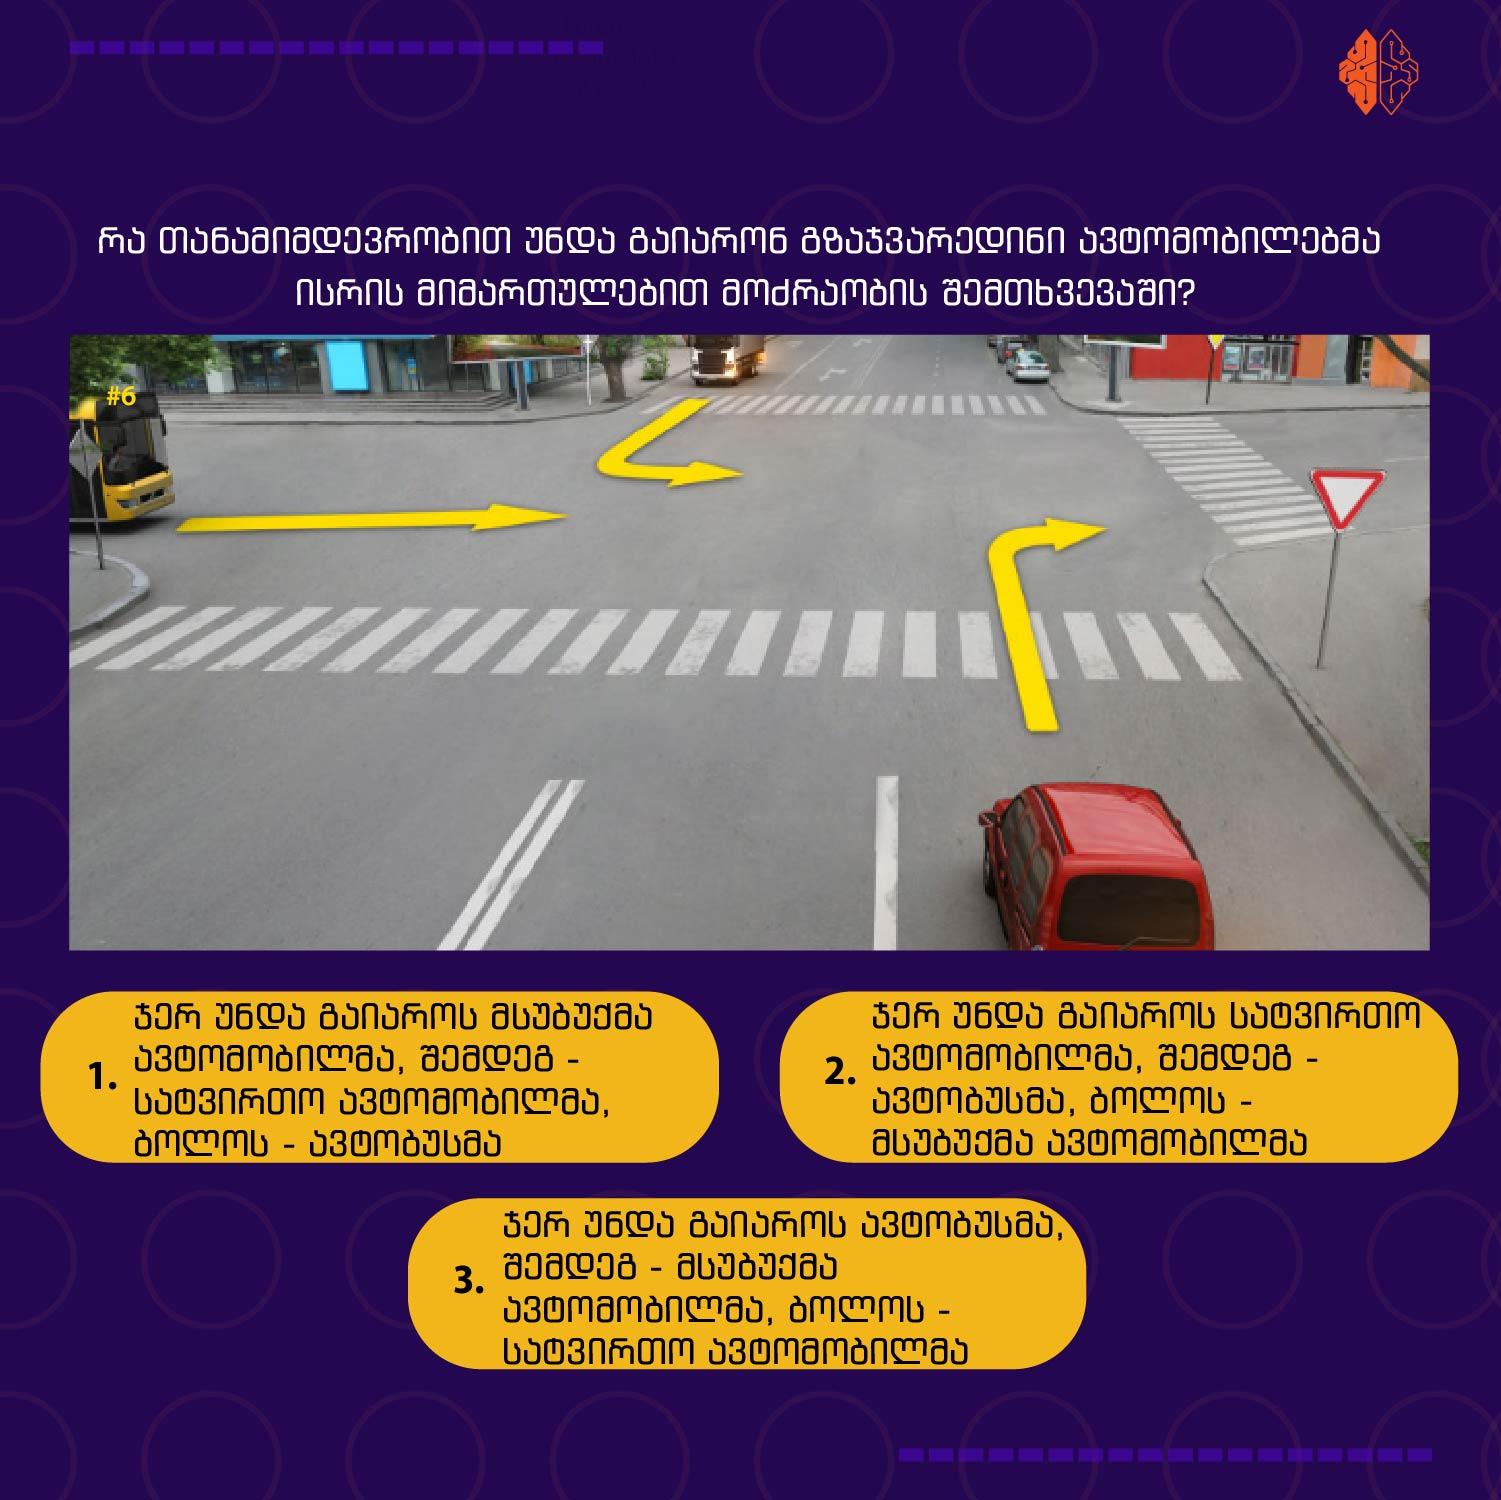 რა თანამიმდევრობით უნდა გაიარონ გზაჯვარედინი ავტომობილებმა
ისრის მიმართულებით მოძრაობის შემთხვევაში?
#6
1. ჯერ უნდა გაიაროს მსუბუქმა
ავტომობილმა, შემდეგ -
სატვირთო ავტომობილმა,
ბოლოს - ავტობუსმა
2. ჯერ უნდა გაიაროს სატვირთო
ავტომობილმა, შემდეგ -
ავტობუსმა, ბოლოს -
მსუბუქმა ავტომობილმა
3. ჯერ უნდა გაიაროს ავტობუსმა,
შემდეგ - მსუბუქმა
ავტომობილმა, ბოლოს -
სატვირთო ავტომობილმა